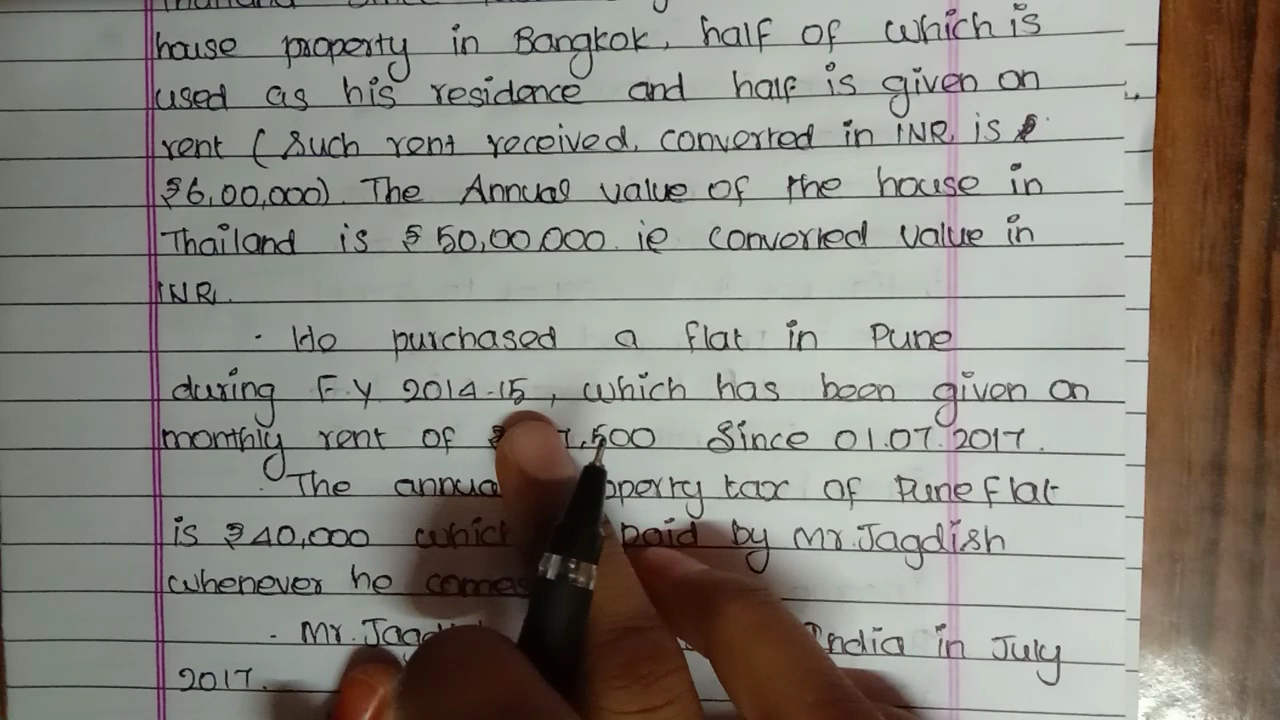 house property in Bangkok, half of which is
used as his residence and half is given on
rent (Such rent received, converted in INR is
₹6,00,000). The Annual value of the house in
Thailand is ₹ 50,00,000 ie converted value in
INR.
· He purchased a flat in Pune
during F.Y 2014-15, which has been given on
monthly rent of 7,500 Since 01.07.2017.
· The annual property tax of Pune flat
is ₹40,000 which paid by Mr.Jagdish
whenever he comes
· Mr. Jagdish India in July
2017.